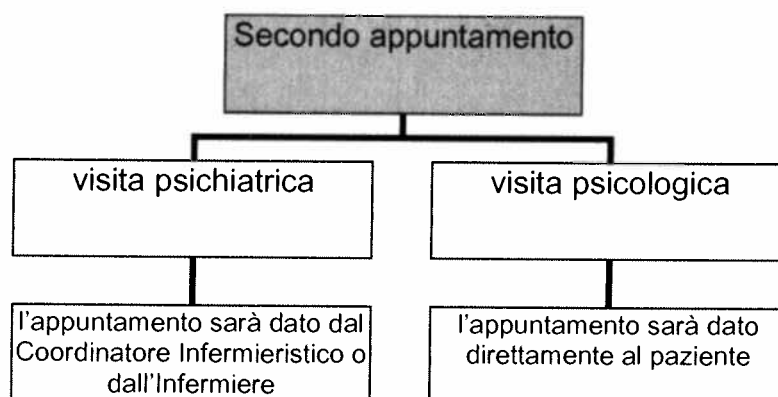 Secondo appuntamento
visita psichiatrica
visita psicologica
l'appuntamento sarà dato dal
Coordinatore Infermieristico o
dall'Infermiere
l'appuntamento sarà dato
direttamente al paziente